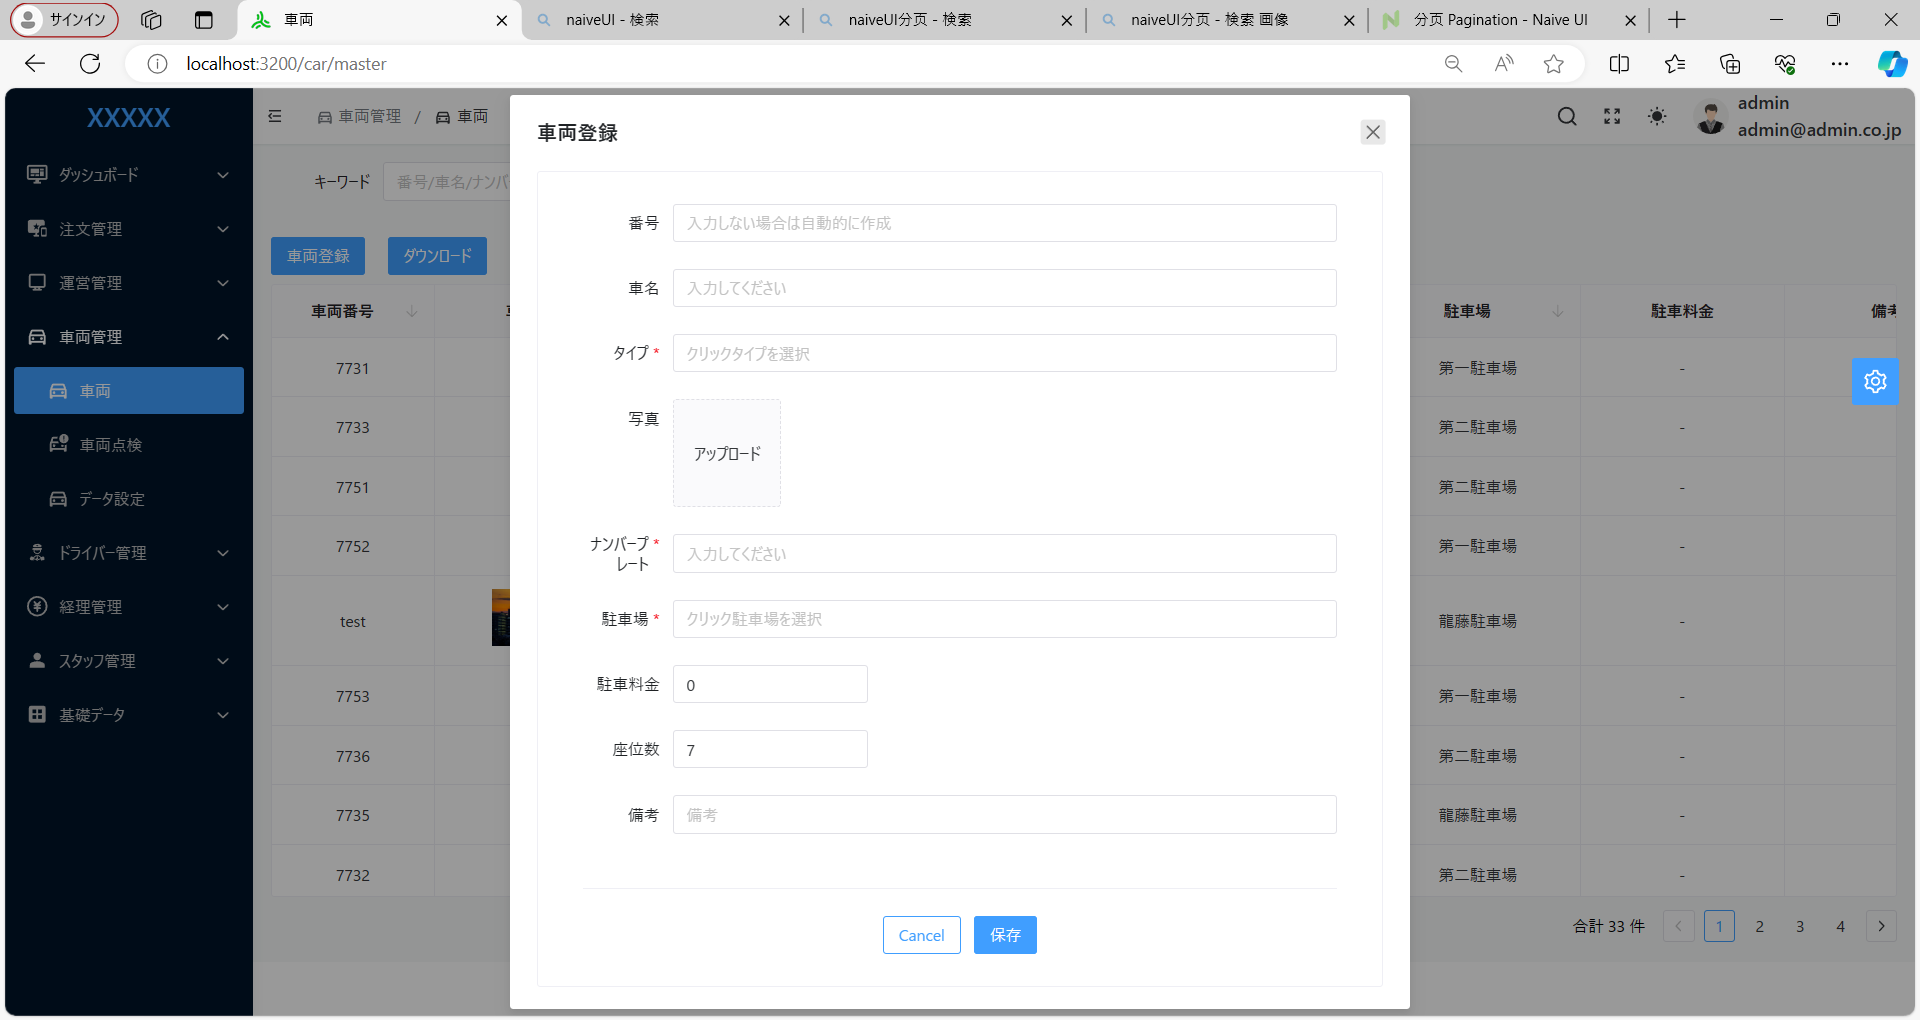 サインイン
車両
naiveUI - 検索
naiveUI分页 - 検索
naiveUI分页 - 検索 画像
分页 Pagination - Naive UI
localhost:3200/car/master
XXXXX
車両管理 / 車両
admin
admin@admin.co.jp
ダッシュボード
注文管理
運営管理
車両管理
車両
車両点検
データ設定
ドライバー管理
経理管理
スタッフ管理
基礎データ
キーワード
番号/車名/ナンバ
車両登録
ダウンロード
車両番号
駐車場
駐車料金
備考
7731
第一駐車場
-
7733
第二駐車場
-
7751
第二駐車場
-
7752
第一駐車場
-
test
龍藤駐車場
-
7753
第一駐車場
-
7736
第二駐車場
-
7735
龍藤駐車場
-
7732
第二駐車場
-
合計 33 件
1
2
3
4
車両登録
番号
入力しない場合は自動的に作成
車名
入力してください
タイプ *
クリックタイプを選択
写真
アップロード
ナンバープ *
レート
入力してください
駐車場 *
クリック駐車場を選択
駐車料金
0
座位数
7
備考
備考
Cancel
保存